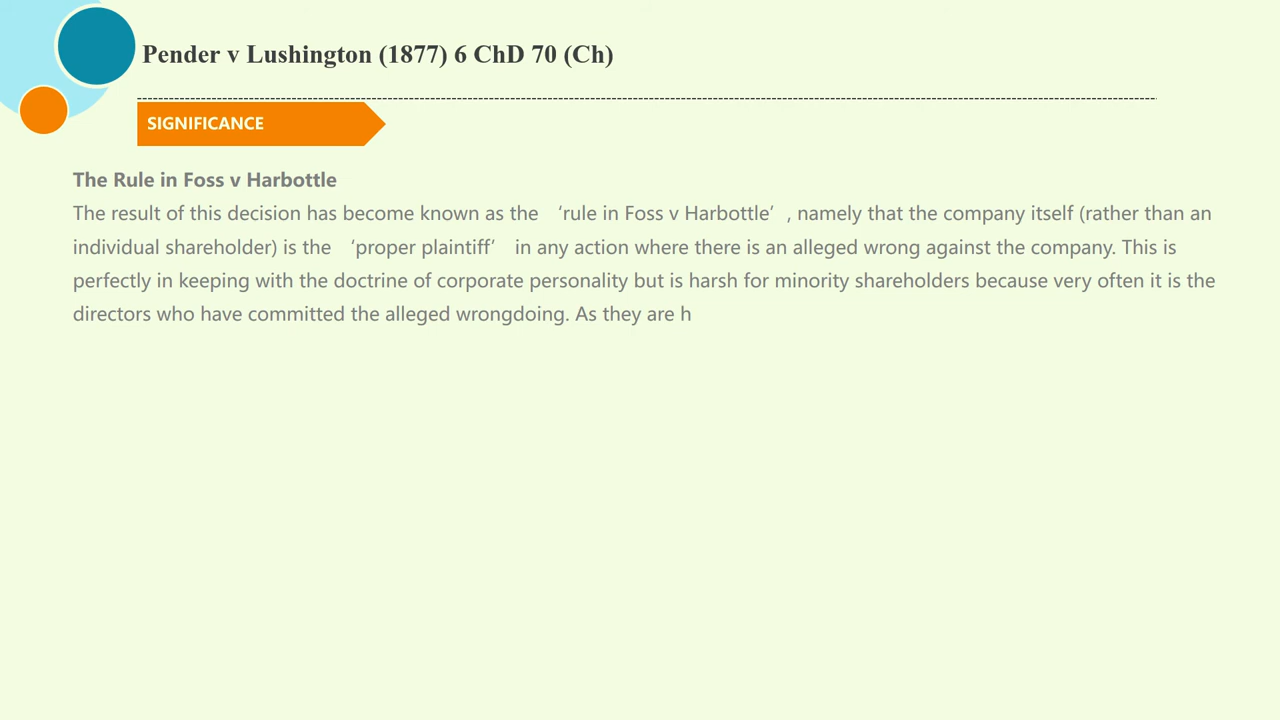 Pender v Lushington (1877) 6 ChD 70 (Ch)
SIGNIFICANCE
The Rule in Foss v Harbottle
The result of this decision has become known as the ‘rule in Foss v Harbottle’, namely that the company itself (rather than an
individual shareholder) is the ‘proper plaintiff’ in any action where there is an alleged wrong against the company. This is
perfectly in keeping with the doctrine of corporate personality but is harsh for minority shareholders because very often it is the
directors who have committed the alleged wrongdoing. As they are h